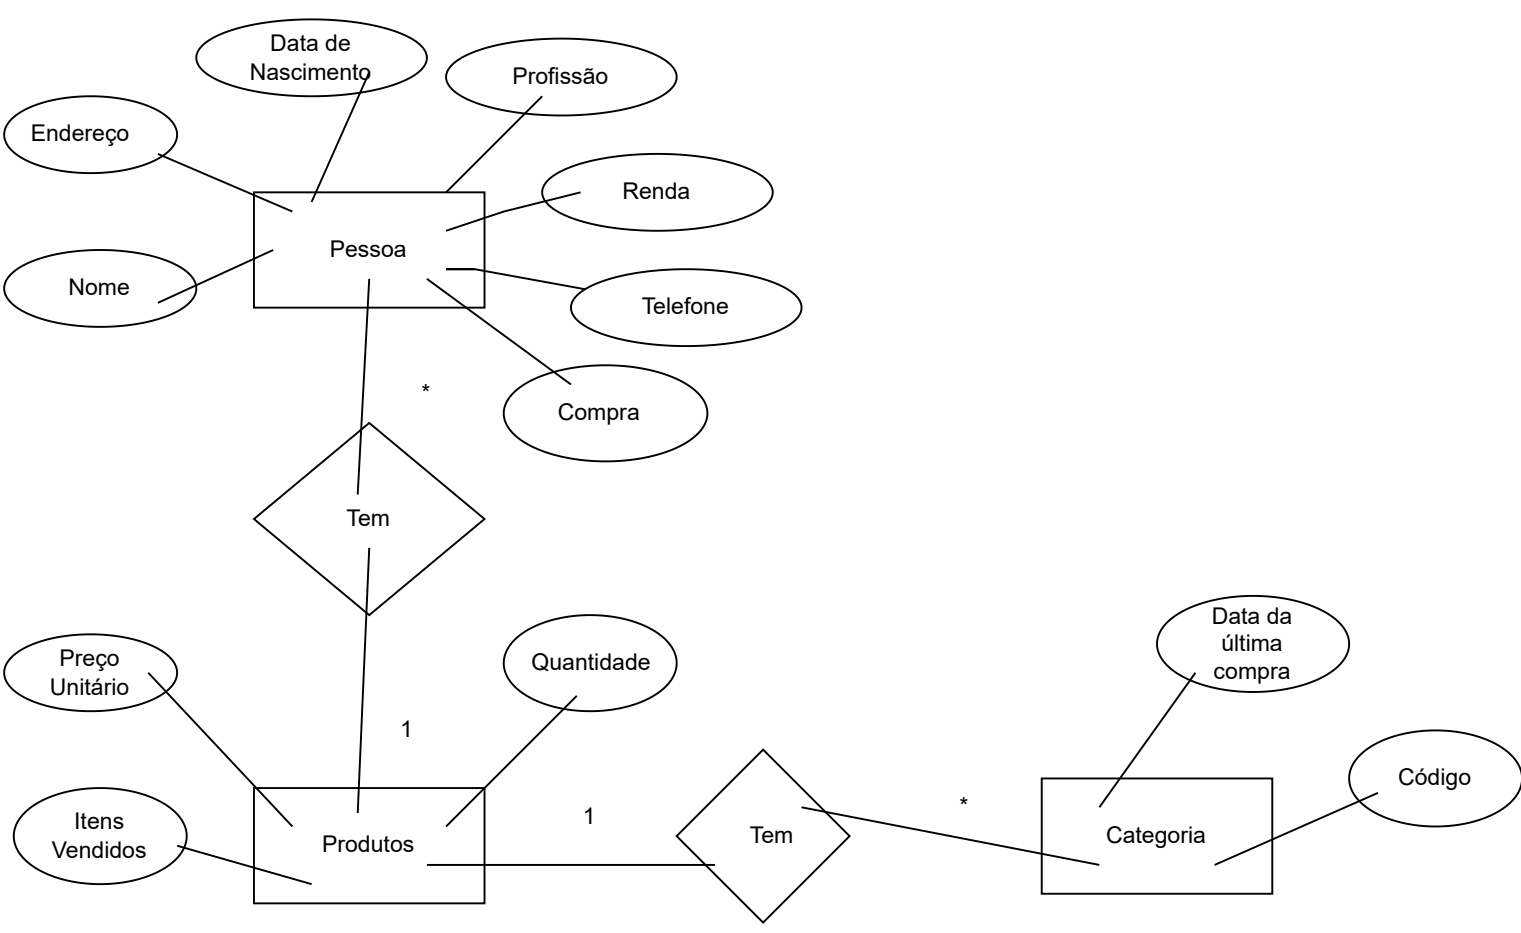 Data de
Nascimento
Profissão
Endereço
Renda
Pessoa
Nome
Telefone
*
Compra
Tem
Preço
Unitário
Quantidade
Data da
última
compra
1
Código
*
1
Itens
Vendidos
Produtos
Tem
Categoria